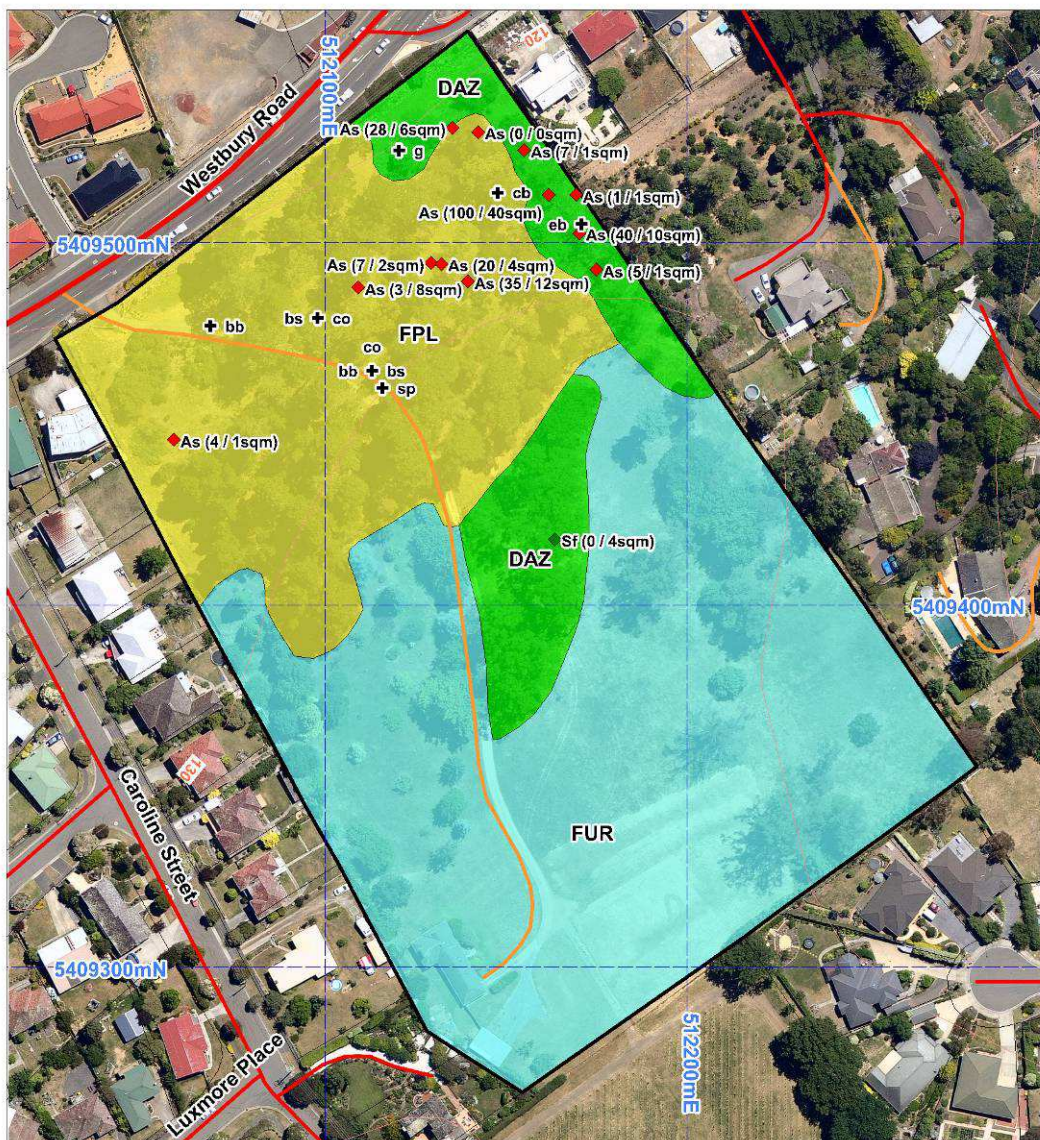 120
512100mE
DAZ
Westbury Road
As (28 / 6sqm)
As (0 / 0sqm)
g
As (7 / 1sqm)
cb
As (1 / 1sqm)
As (100 / 40sqm)
eb
As (40 / 10sqm)
5409500mN
As (7 / 2sqm)
As (20 / 4sqm)
As (5 / 1sqm)
As (3 / 8sqm)
As (35 / 12sqm)
bb
bs
co
FPL
co
bb
bs
sp
As (4 / 1sqm)
DAZ
Sf (0 / 4sqm)
5409400mN
130
Caroline Street
FUR
5409300mN
512200mE
Luxmore Place